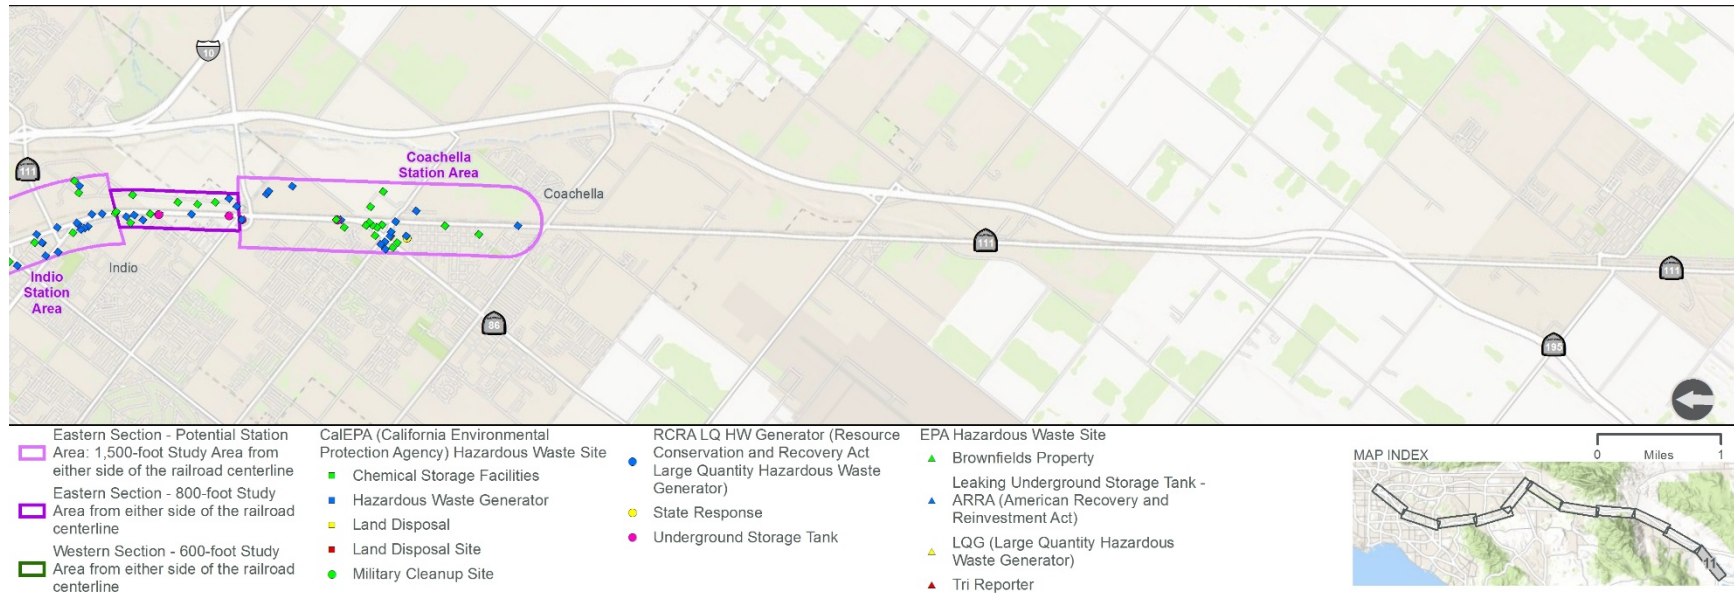 10
111
Coachella
Station Area
Coachella
Indio
Indio
Station
Area
111
111
86
195
Eastern Section - Potential Station
Area: 1,500-foot Study Area from
either side of the railroad centerline
Eastern Section - 800-foot Study
Area from either side of the railroad
centerline
Western Section - 600-foot Study
Area from either side of the railroad
centerline
CalEPA (California Environmental
Protection Agency) Hazardous Waste Site
Chemical Storage Facilities
Hazardous Waste Generator
Land Disposal
Land Disposal Site
Military Cleanup Site
RCRA LQ HW Generator (Resource
Conservation and Recovery Act
Large Quantity Hazardous Waste
Generator)
State Response
Underground Storage Tank
EPA Hazardous Waste Site
Brownfields Property
Leaking Underground Storage Tank -
ARRA (American Recovery and
Reinvestment Act)
LQG (Large Quantity Hazardous
Waste Generator)
Tri Reporter
MAP INDEX
0 Miles 1
11